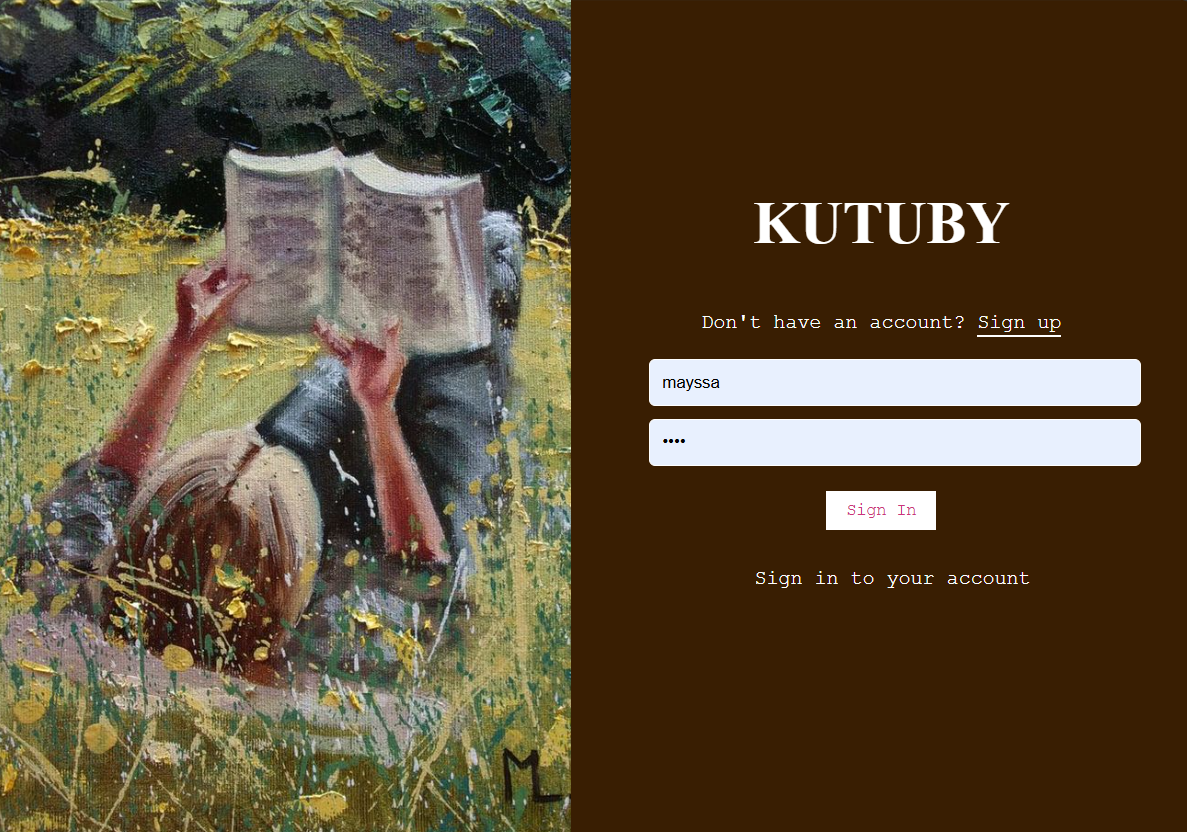 KUTUBY
Don't have an account? Sign up
mayssa
••••
Sign In
Sign in to your account
ML